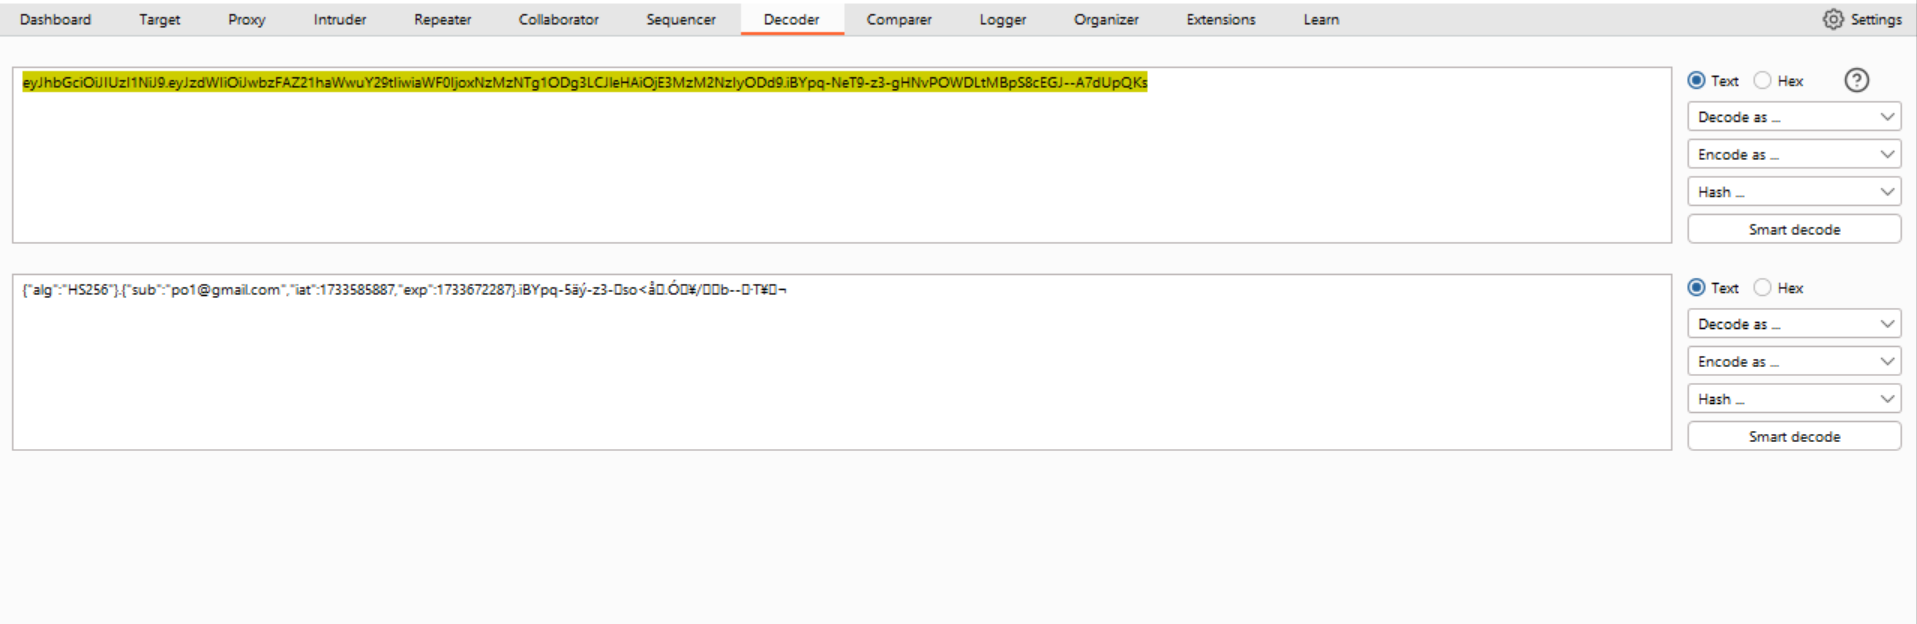 Dashboard Target Proxy Intruder Repeater Collaborator Sequencer Decoder Comparer Logger Organizer Extensions Learn Settings
eyJhbGciOiJIUzI1NiJ9.eyJzdWIiOiJwbzFAZ21haWwuY29tIiwiaWF0IjoxNzMzNTg1ODg3LCJleHAiOjE3MzM2NzIyODd9.iBYpq-NeT9-z3-gHNvPOWDLtMBpS8cEGJ--A7dUpQKs
Text Hex
Decode as ...
Encode as ...
Hash ...
Smart decode
{"alg":"HS256"}.{"sub":"po1@gmail.com","iat":1733585887,"exp":1733672287}.iBYpq-5äý-z3-▯so<å▯.Ó▯¥/▯▯b--▯·T¥▯¬
Text Hex
Decode as ...
Encode as ...
Hash ...
Smart decode